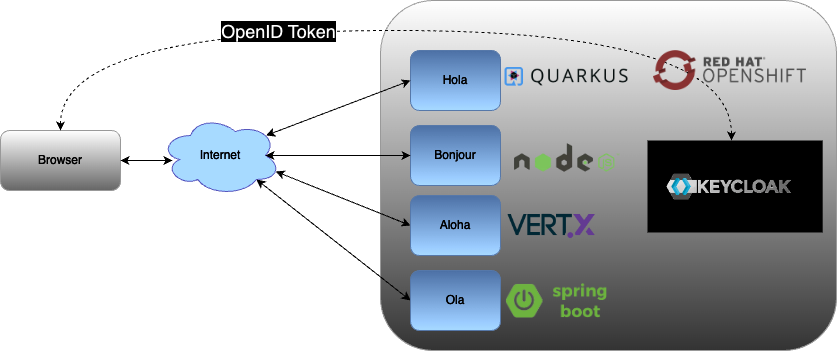 OpenID Token
Browser
Internet
Hola
QUARKUS
RED HAT®
OPENSHIFT
Bonjour
node
KEYCLOAK
Aloha
VERT.X
Ola
spring
boot